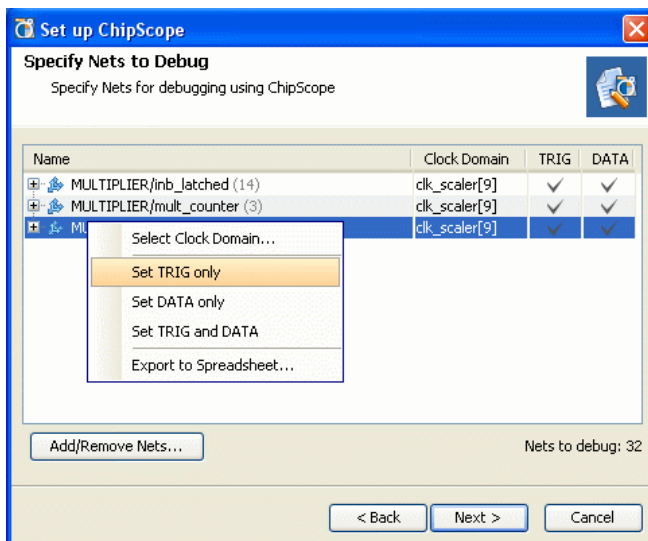 Set up ChipScope
Specify Nets to Debug
Specify Nets for debugging using ChipScope
Name Clock Domain TRIG DATA
MULTIPLIER/inb_latched (14) clk_scaler[9]
MULTIPLIER/mult_counter (3) clk_scaler[9]
clk_scaler[9]
Select Clock Domain...
Set TRIG only
Set DATA only
Set TRIG and DATA
Export to Spreadsheet...
Add/Remove Nets... Nets to debug: 32
< Back Next > Cancel